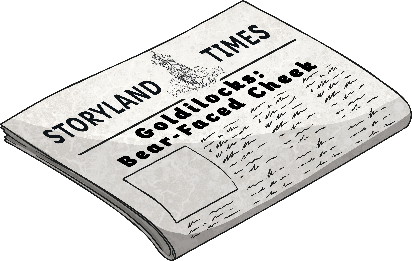 STORYLAND TIMES
Goldilocks:
Bear-Faced Cheek